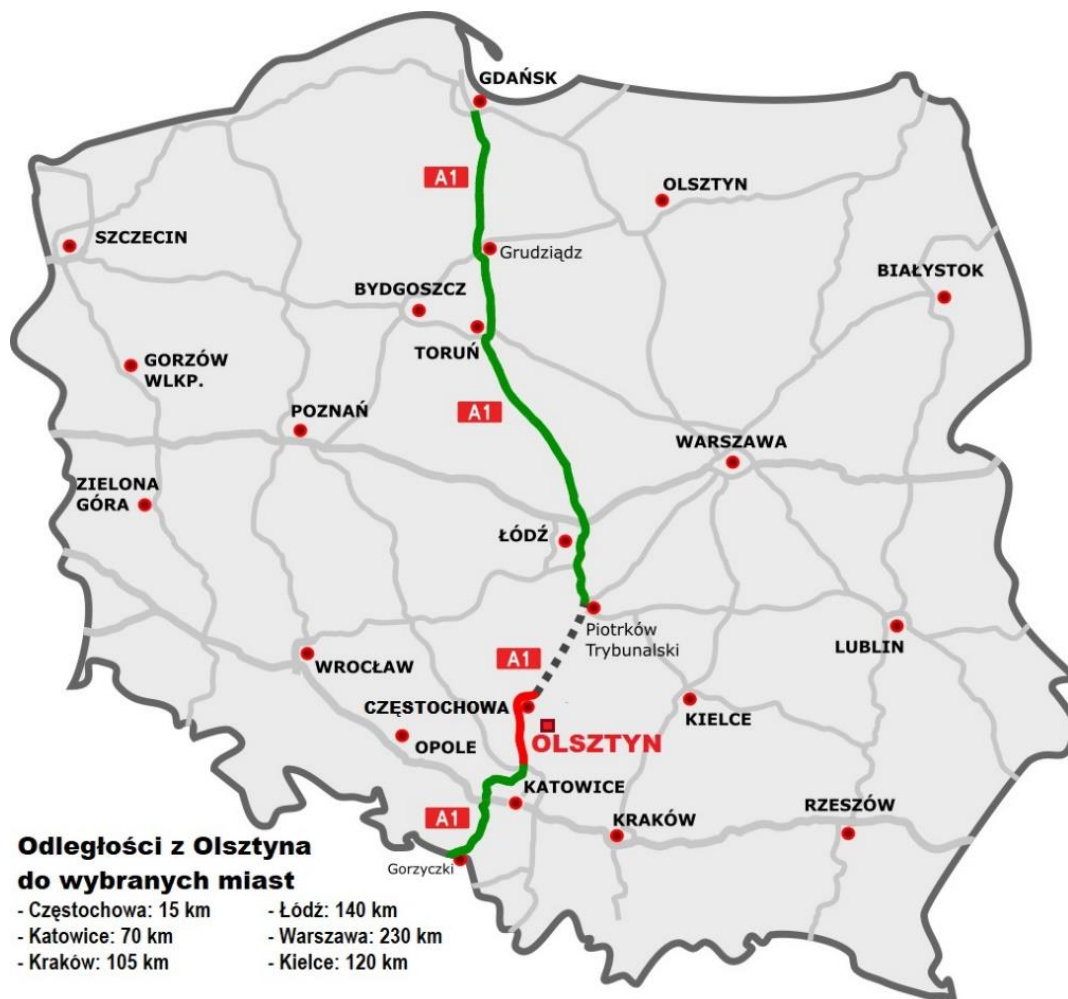 GDAŃSK
A1
OLSZTYN
SZCZECIN
Grudziądz
BIAŁYSTOK
BYDGOSZCZ
TORUŃ
GORZÓW
WLKP.
A1
POZNAŃ
WARSZAWA
ZIELONA
GÓRA
ŁÓDŹ
Piotrków
Trybunalski
LUBLIN
A1
WROCŁAW
CZĘSTOCHOWA
KIELCE
OPOLE
OLSZTYN
KATOWICE
RZESZÓW
A1
KRAKÓW
Gorzyczki
Odległości z Olsztyna
do wybranych miast
- Częstochowa: 15 km
- Katowice: 70 km
- Kraków: 105 km
- Łódź: 140 km
- Warszawa: 230 km
- Kielce: 120 km